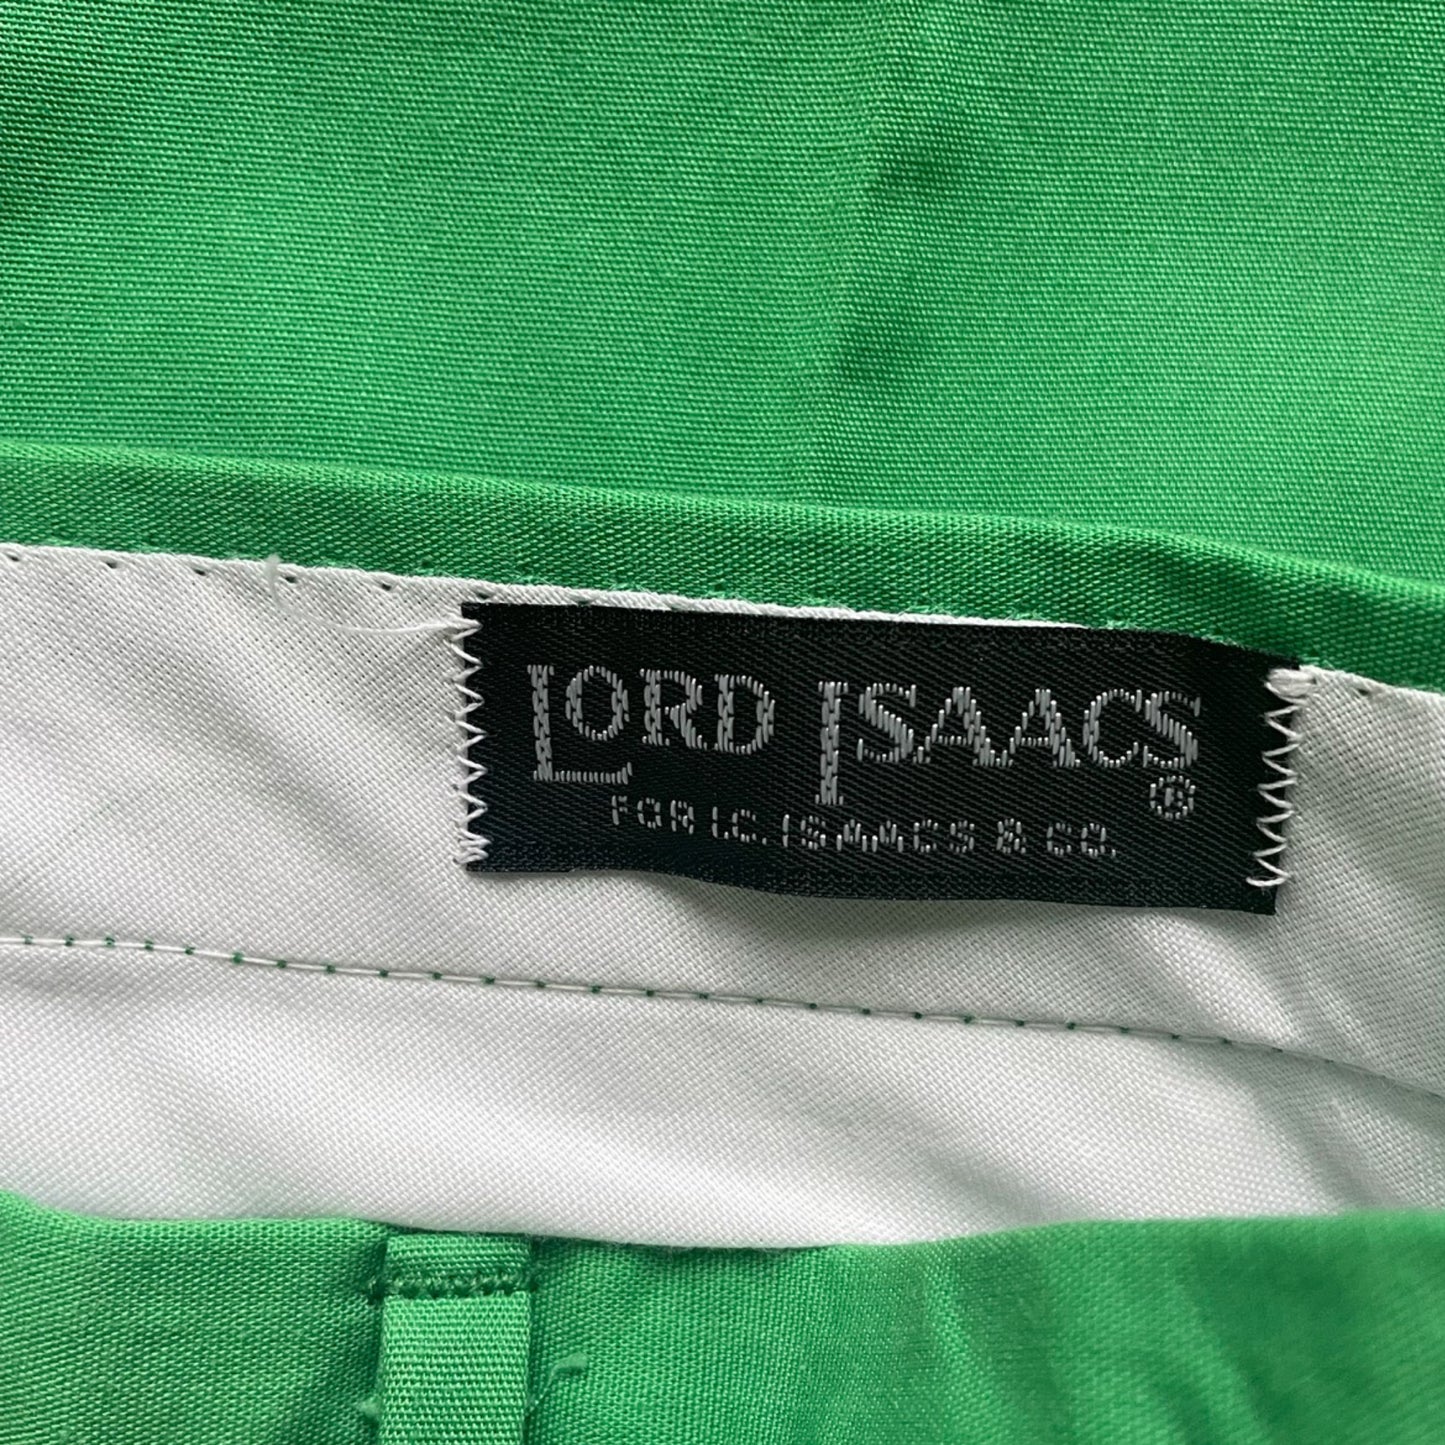 LORD ISAACS
®
FOR I.C. ISAACS & CO.